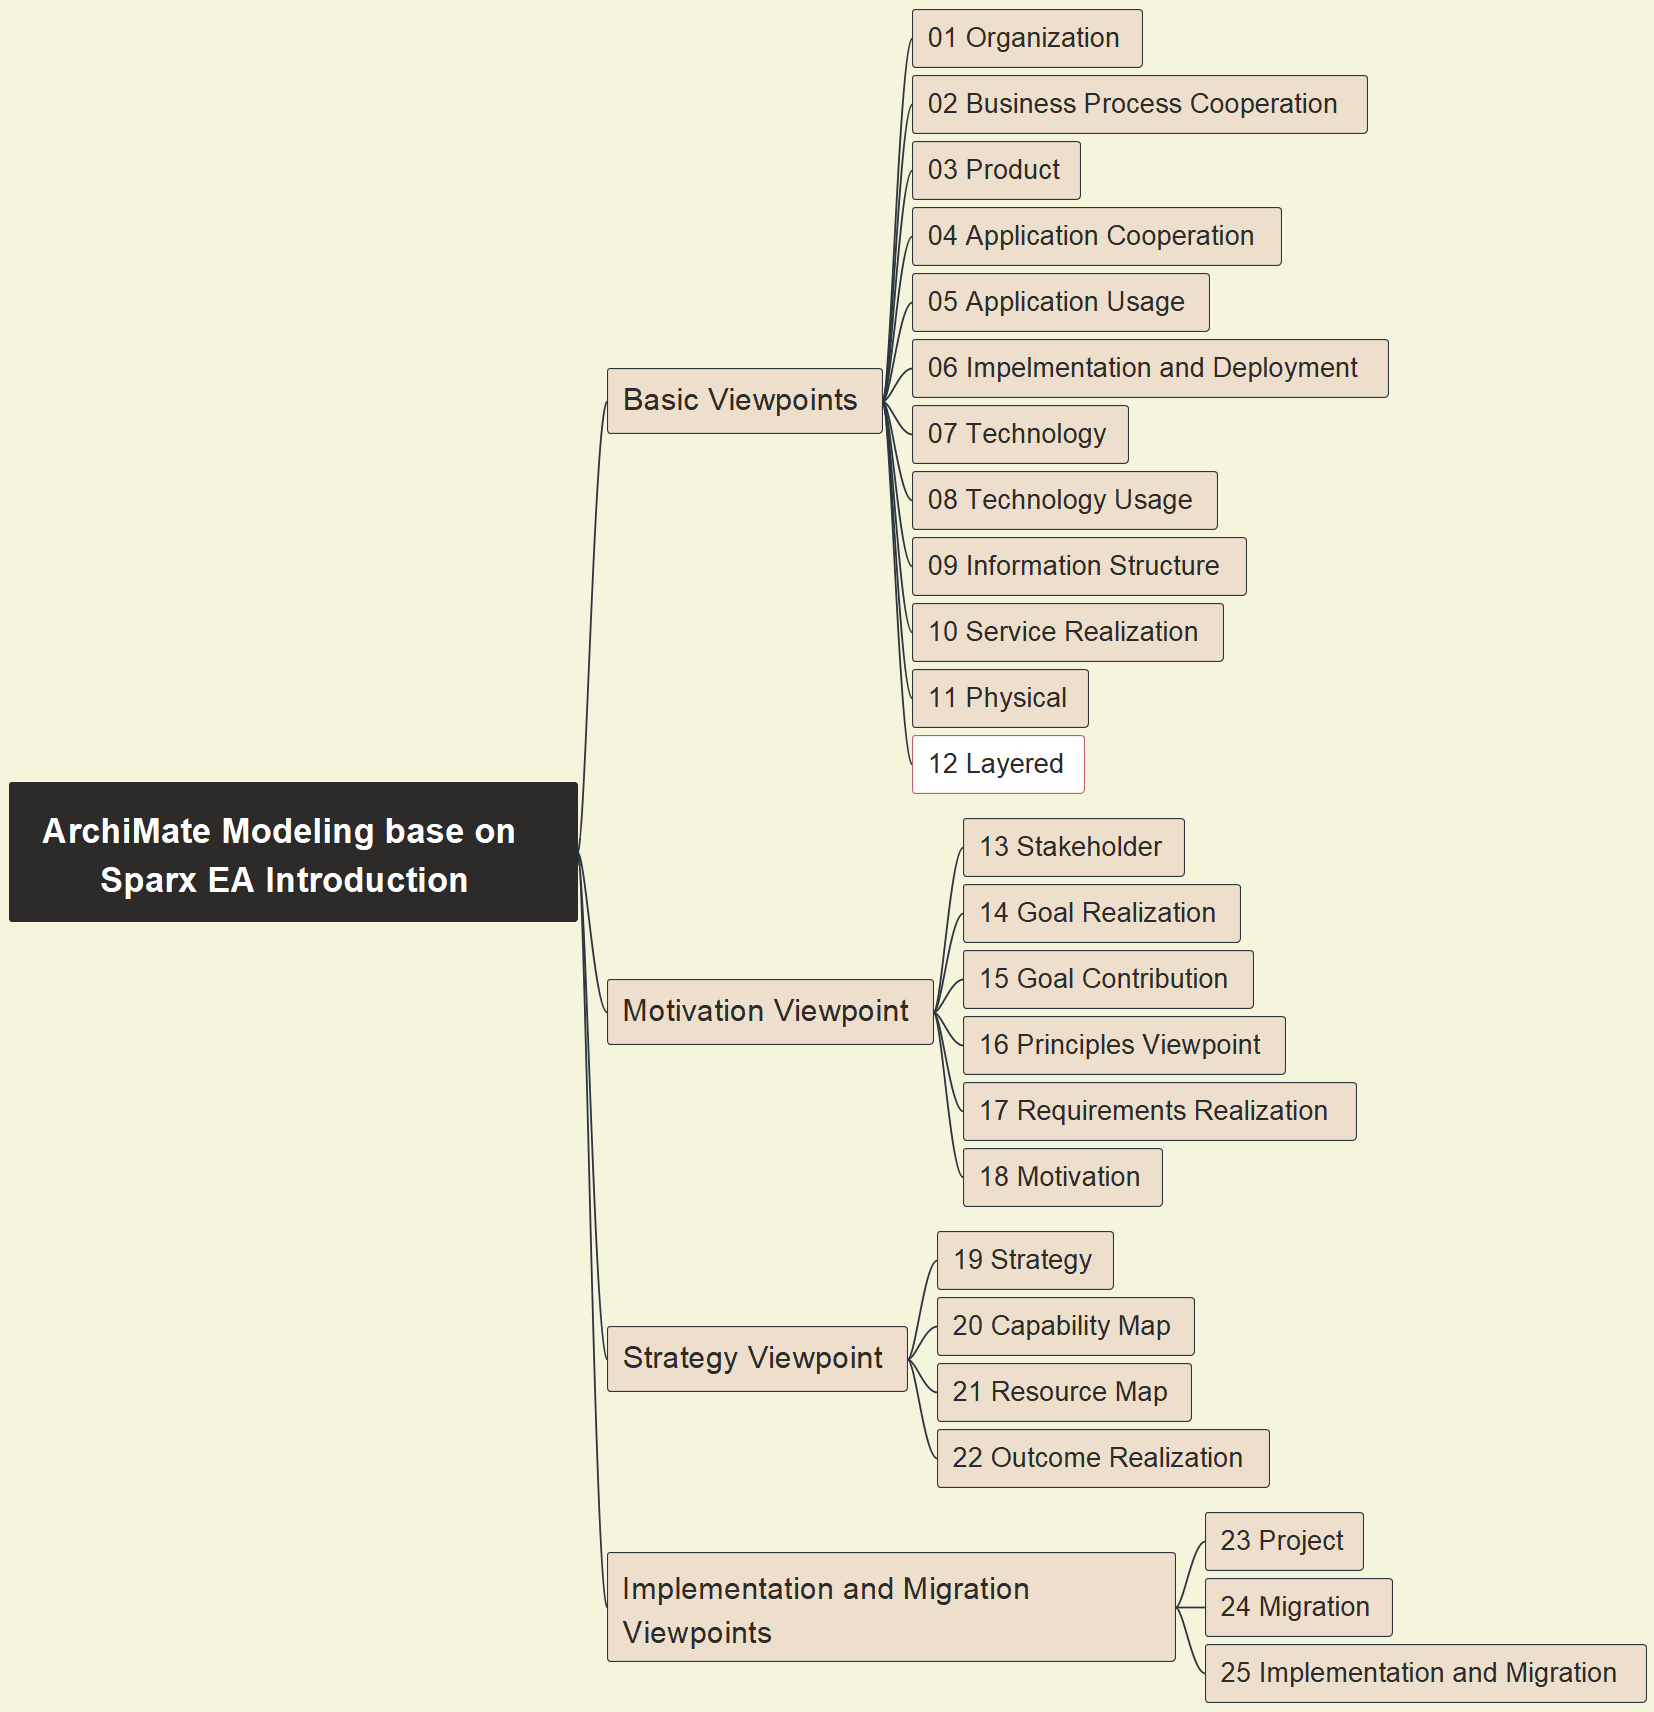 ArchiMate Modeling base on
Sparx EA Introduction
Basic Viewpoints
01 Organization
02 Business Process Cooperation
03 Product
04 Application Cooperation
05 Application Usage
06 Impelmentation and Deployment
07 Technology
08 Technology Usage
09 Information Structure
10 Service Realization
11 Physical
12 Layered
Motivation Viewpoint
13 Stakeholder
14 Goal Realization
15 Goal Contribution
16 Principles Viewpoint
17 Requirements Realization
18 Motivation
Strategy Viewpoint
19 Strategy
20 Capability Map
21 Resource Map
22 Outcome Realization
Implementation and Migration
Viewpoints
23 Project
24 Migration
25 Implementation and Migration